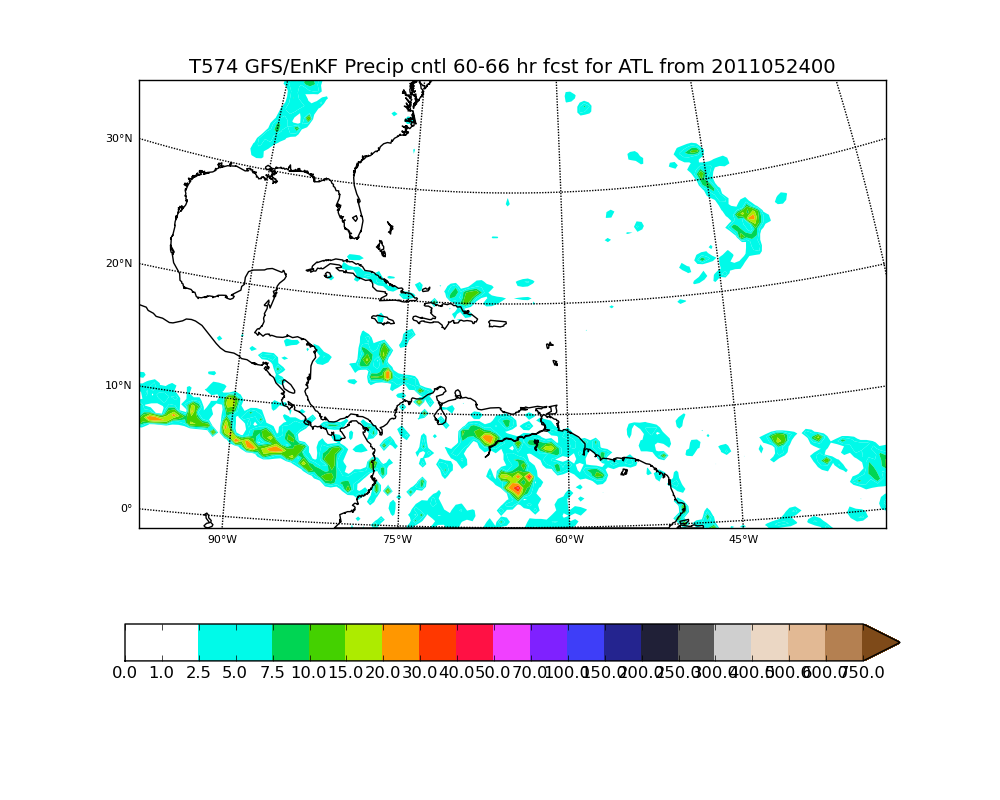 T574 GFS/EnKF Precip cntl 60-66 hr fcst for ATL from 2011052400
30°N
20°N
10°N
0°
90°W 75°W 60°W 45°W
0.0 1.0 2.5 5.0 7.5 10.0 15.0 20.0 30.0 40.0 50.0 70.0 100.0 150.0 200.0 250.0 300.0 400.0 500.0 600.0 750.0